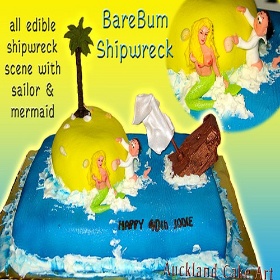 all edible
shipwreck
scene with
sailor &
mermaid
BareBum
Shipwreck
HAPPY 40th JODIE
Auckland Cake Art